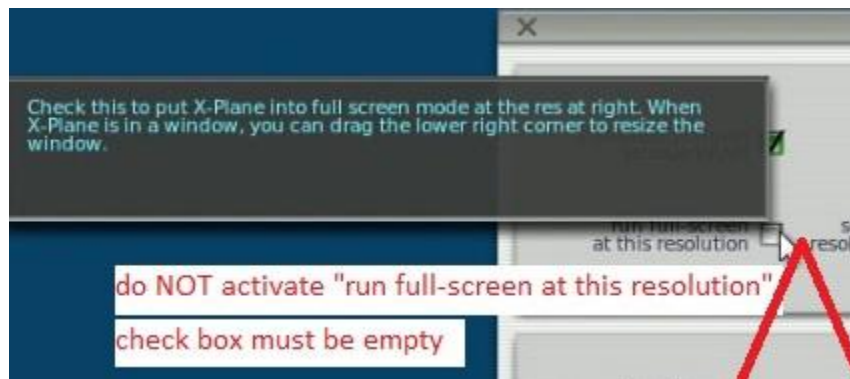 Check this to put X-Plane into full screen mode at the res at right. When
X-Plane is in a window, you can drag the lower right corner to resize the
window.
run full-screen
at this resolution
do NOT activate "run full-screen at this resolution"
check box must be empty